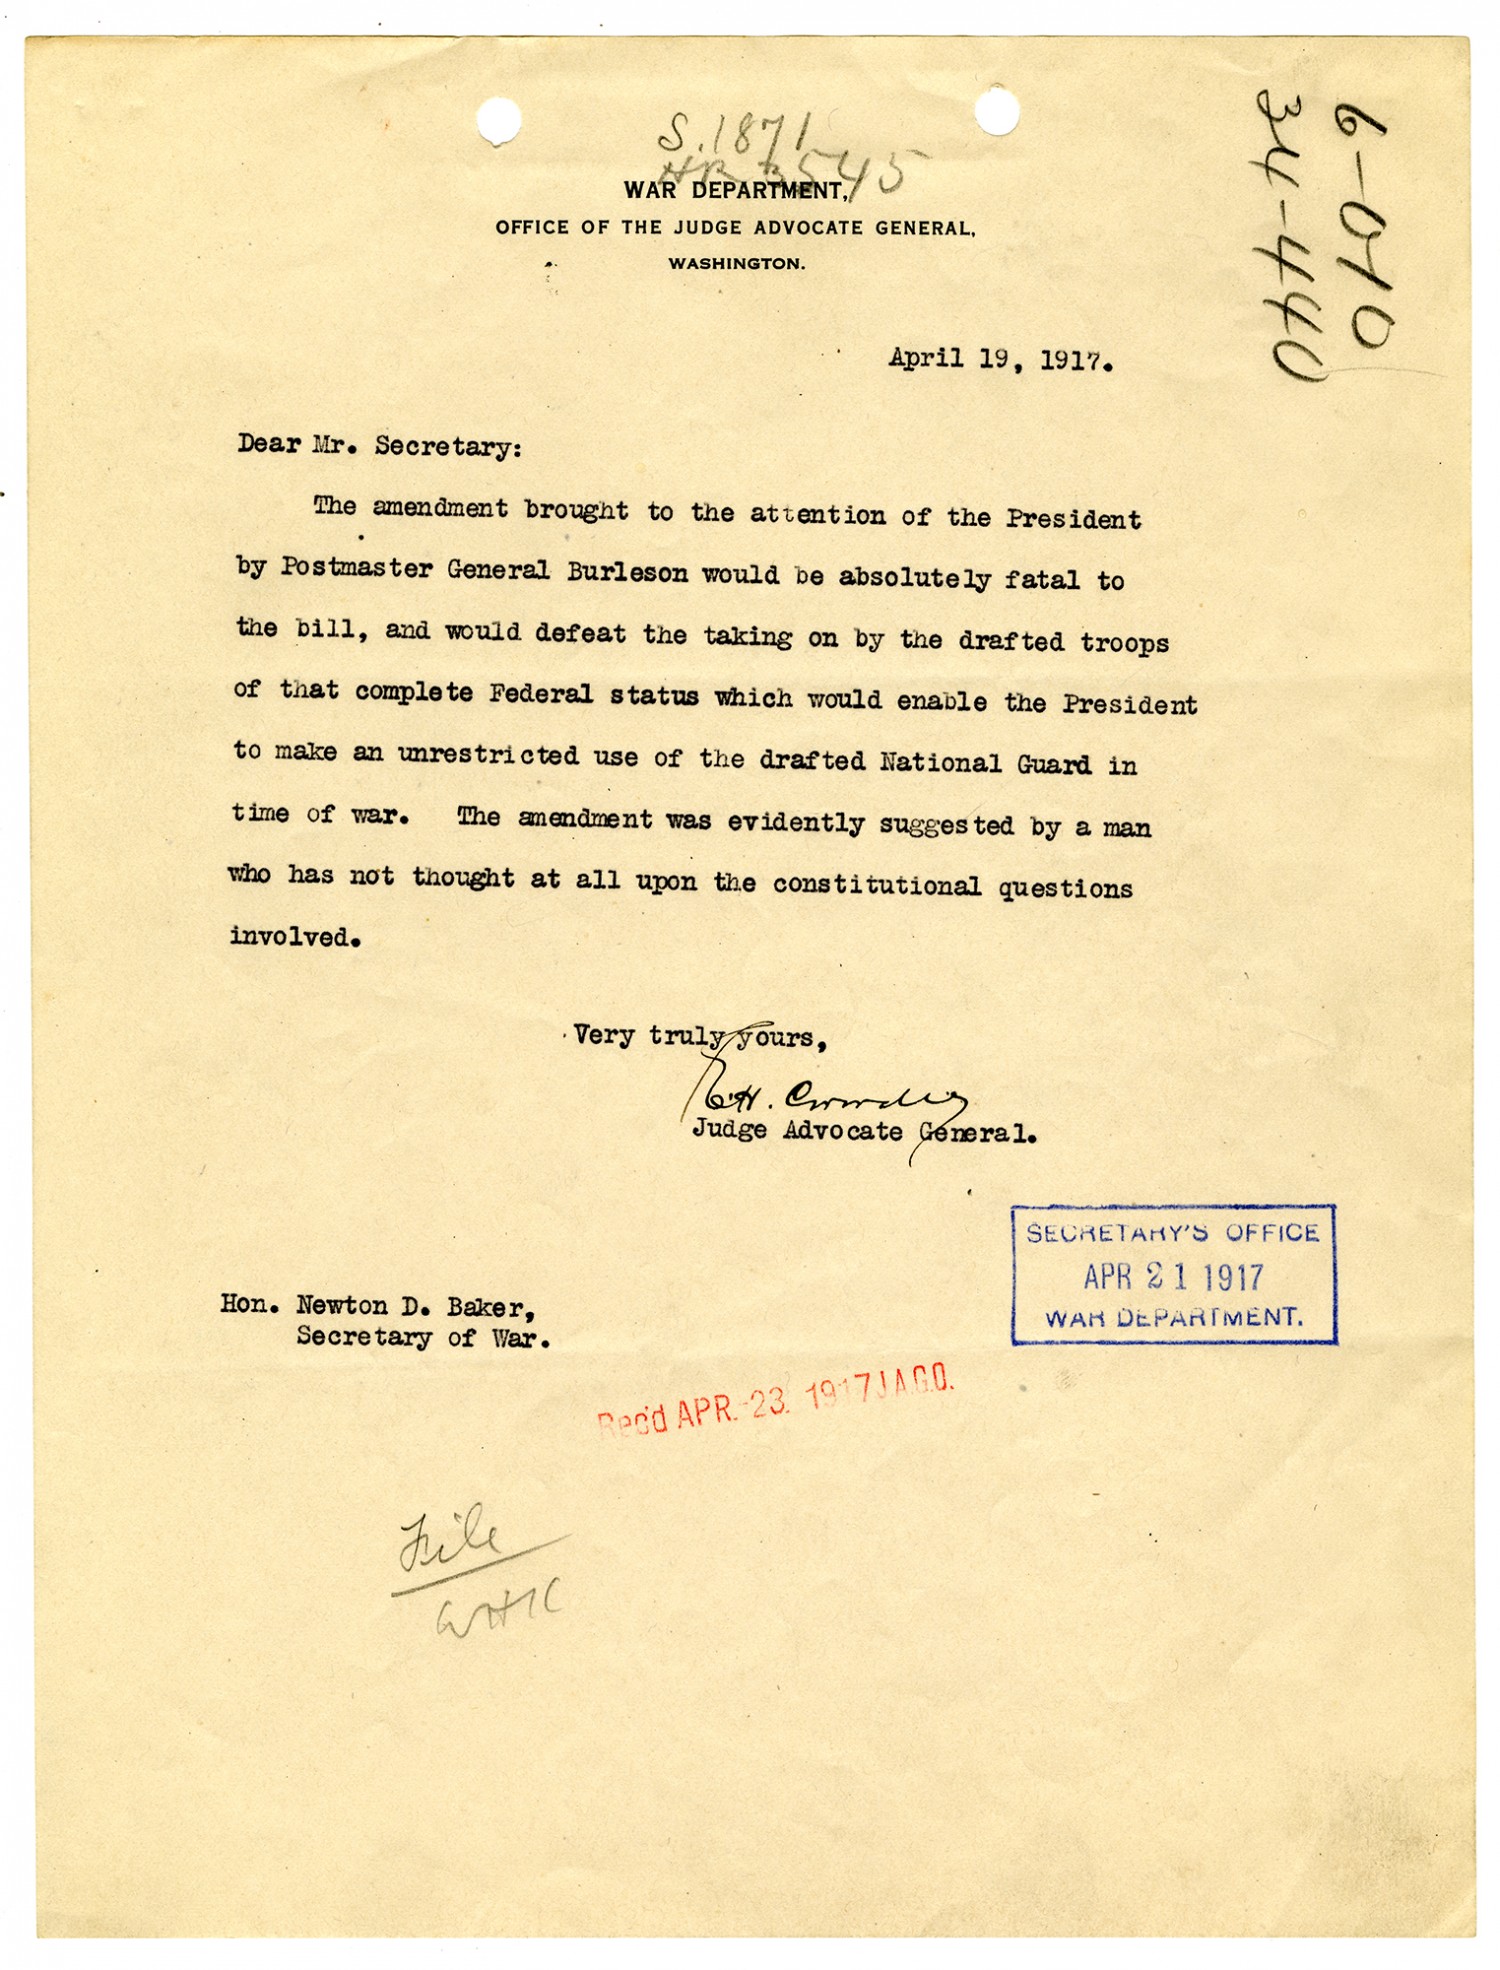 S.1871
HR 3545
6-070
34-440
WAR DEPARTMENT,
OFFICE OF THE JUDGE ADVOCATE GENERAL,
WASHINGTON.
April 19, 1917.
Dear Mr. Secretary:
The amendment brought to the attention of the President
by Postmaster General Burleson would be absolutely fatal to
the bill, and would defeat the taking on by the drafted troops
of that complete Federal status which would enable the President
to make an unrestricted use of the drafted National Guard in
time of war. The amendment was evidently suggested by a man
who has not thought at all upon the constitutional questions
involved.
Very truly yours,
E.H. Crowder
Judge Advocate General.
SECRETARY'S OFFICE
APR 21 1917
WAR DEPARTMENT.
Hon. Newton D. Baker,
Secretary of War.
Rec'd APR. 23. 1917 J.A.G.O.
File